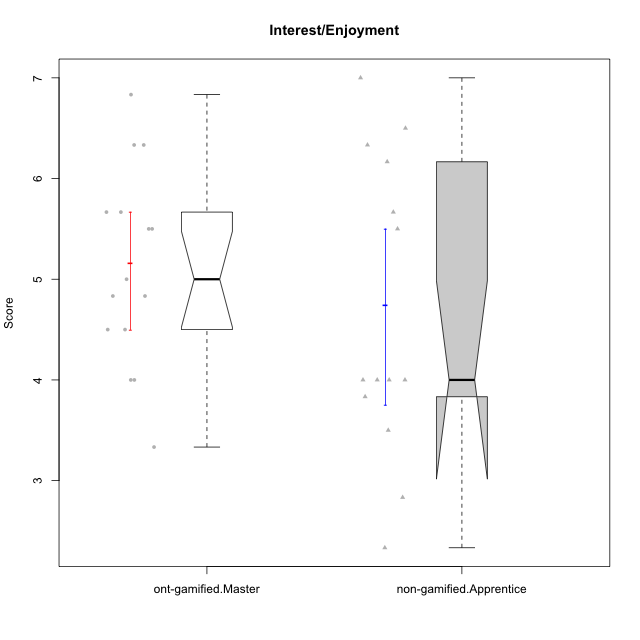 Interest/Enjoyment
7
6
5
4
3
Score
ont-gamified.Master
non-gamified.Apprentice